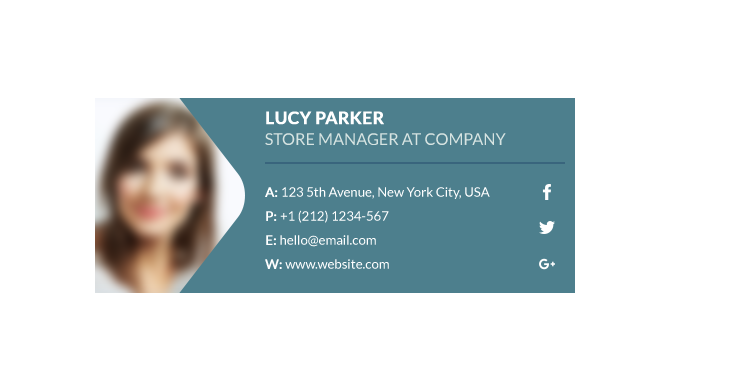 LUCY PARKER
STORE MANAGER AT COMPANY
A: 123 5th Avenue, New York City, USA
P: +1 (212) 1234-567
E: hello@email.com
W: www.website.com
G+